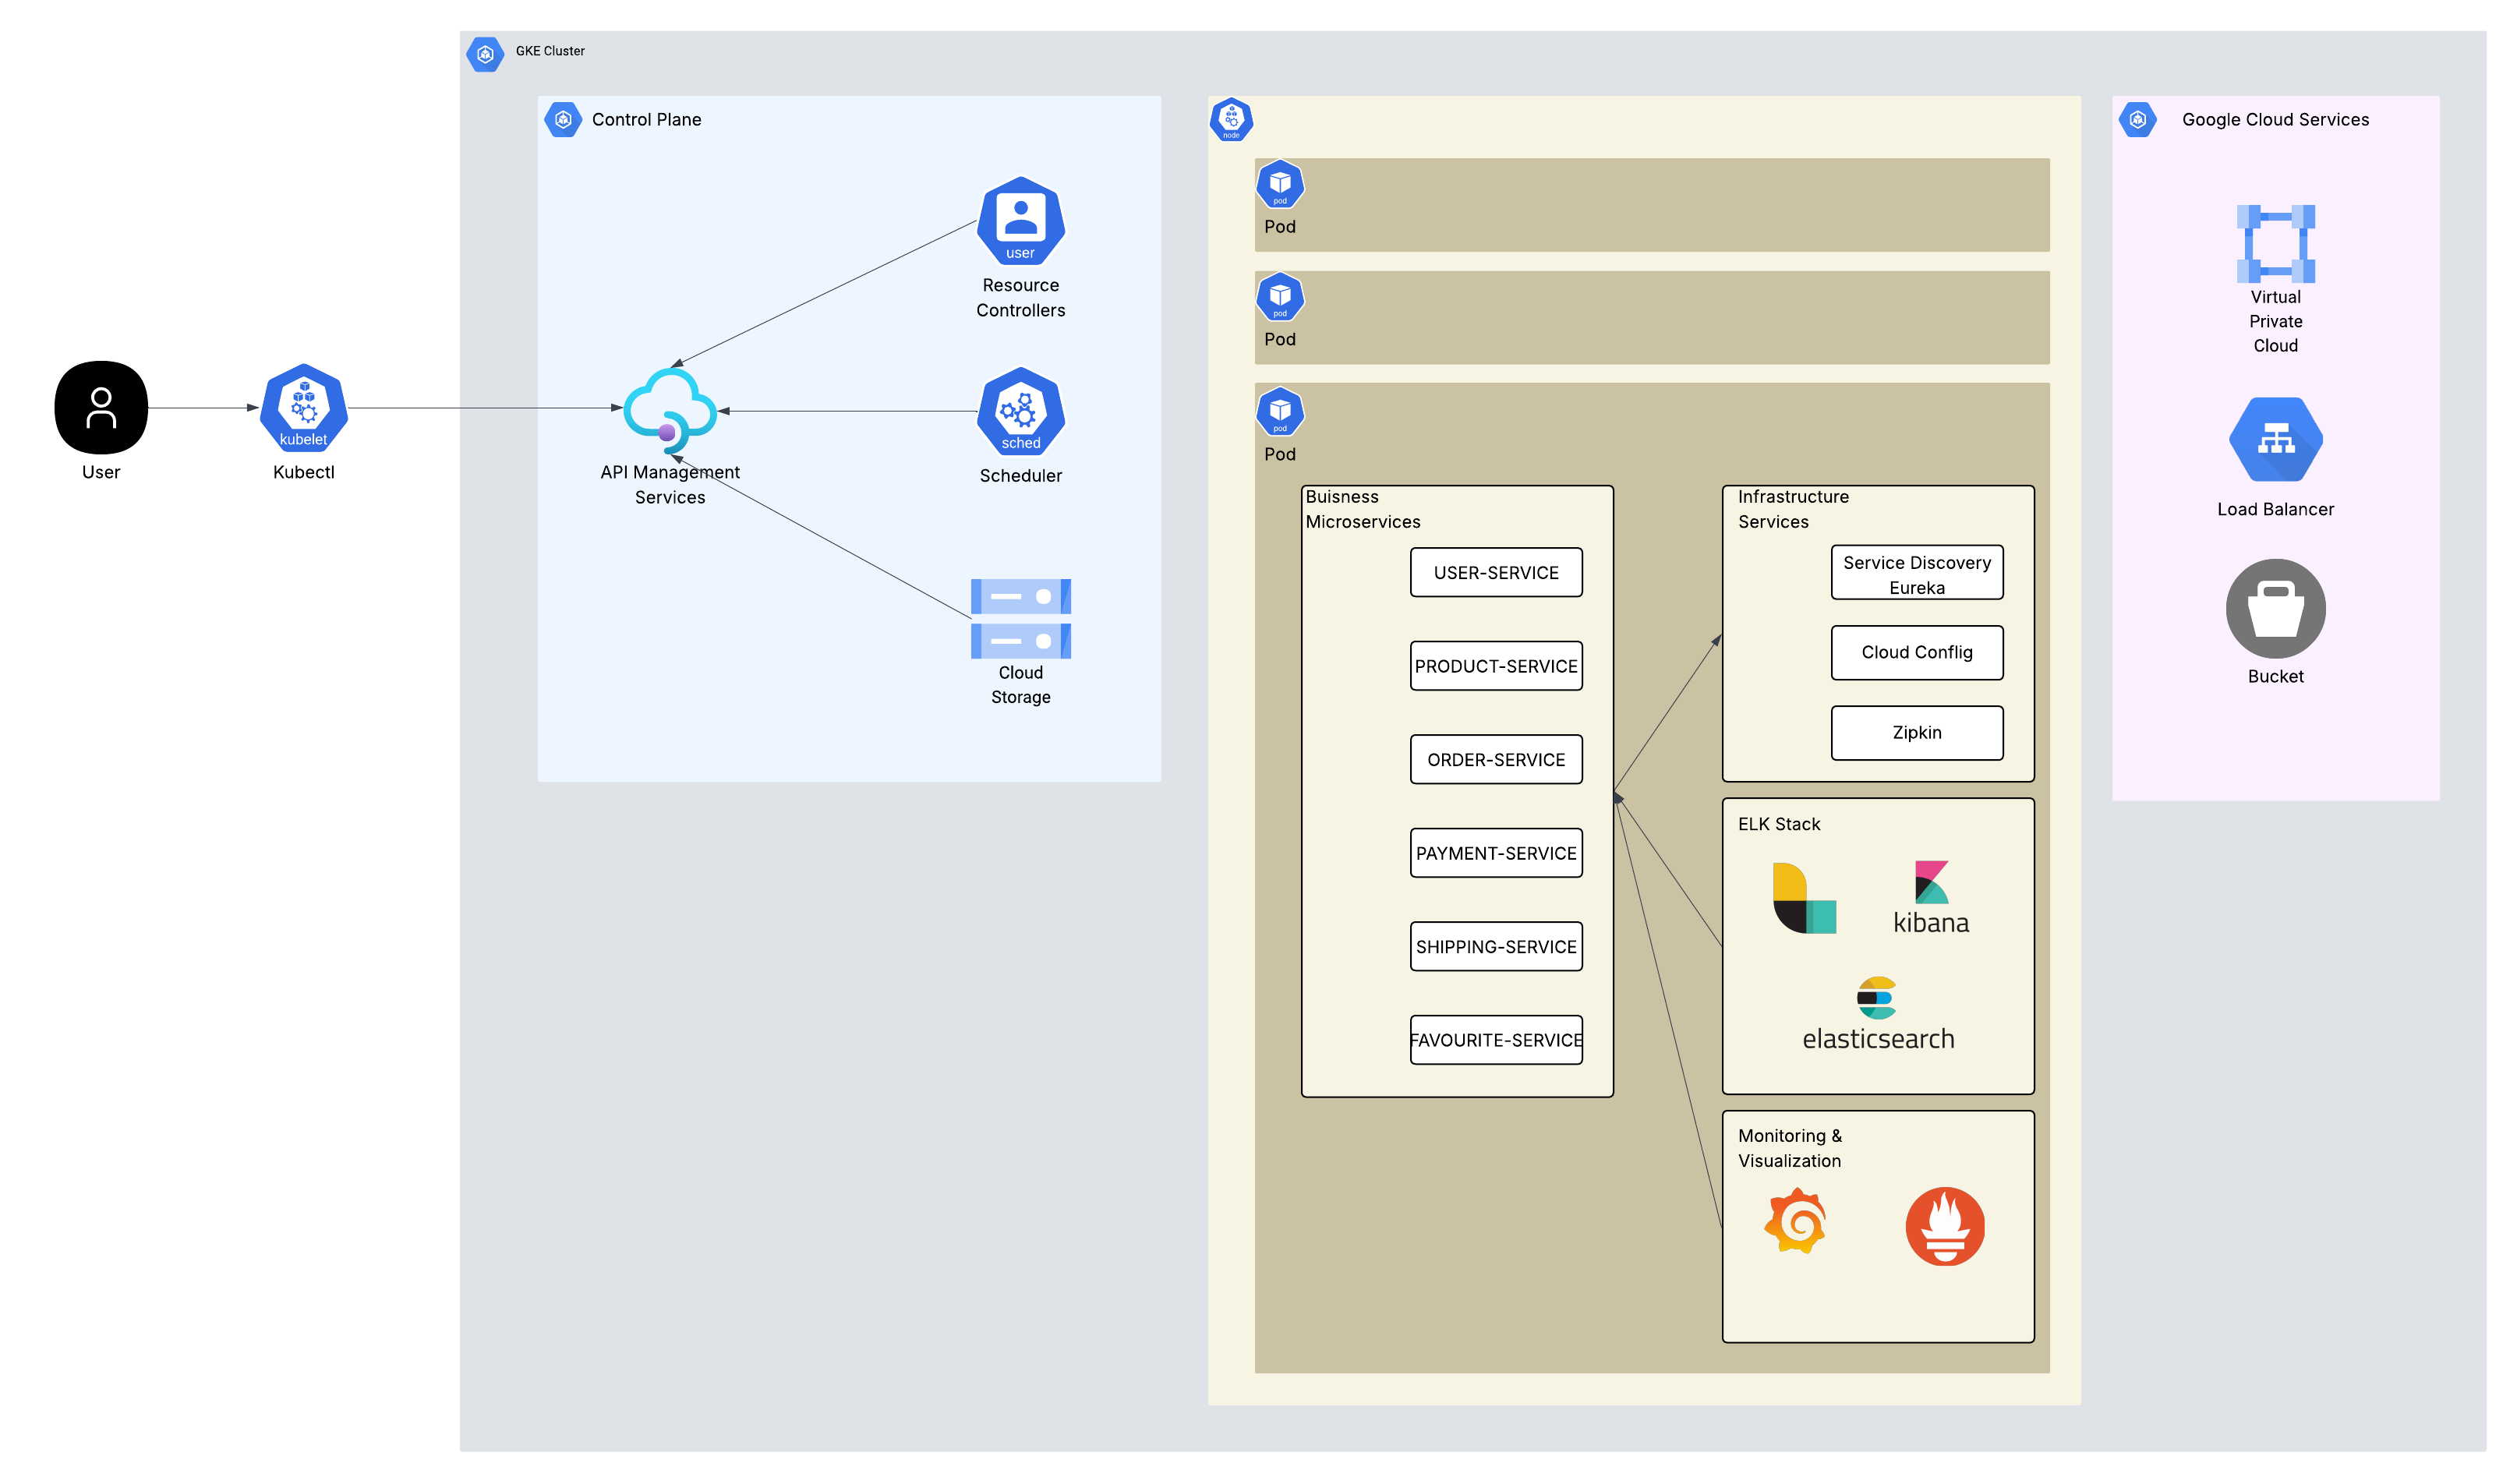 GKE Cluster
Control Plane
user
Resource
Controllers
User
kubelet
Kubectl
API Management
Services
sched
Scheduler
Cloud
Storage
node
pod
Pod
pod
Pod
pod
Pod
Buisness
Microservices
USER-SERVICE
PRODUCT-SERVICE
ORDER-SERVICE
PAYMENT-SERVICE
SHIPPING-SERVICE
FAVOURITE-SERVICE
Infrastructure
Services
Service Discovery
Eureka
Cloud Conflig
Zipkin
ELK Stack
kibana
elasticsearch
Monitoring &
Visualization
Google Cloud Services
Virtual
Private
Cloud
Load Balancer
Bucket